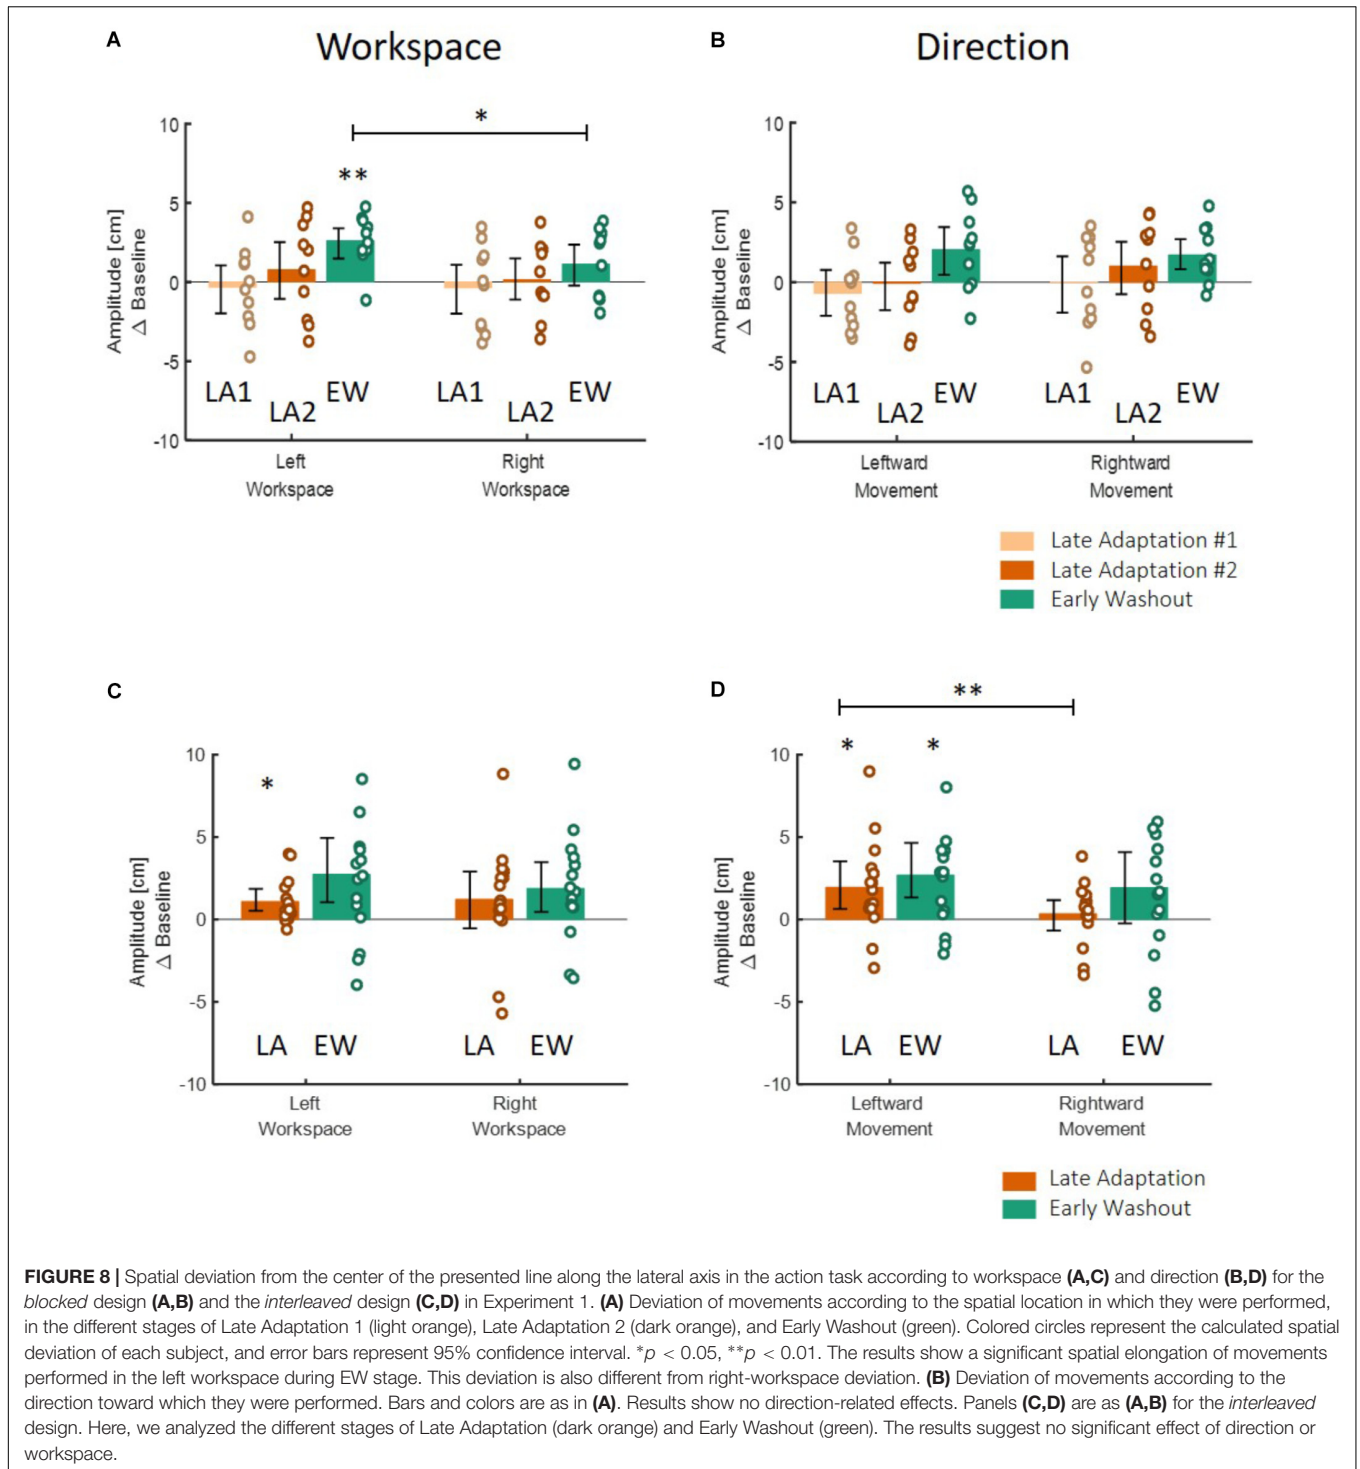 A
Workspace
B
Direction
*
**
10
5
0
-5
-10
Amplitude [cm]
△ Baseline
LA1
LA2
EW
LA1
LA2
EW
Left
Workspace
Right
Workspace
10
5
0
-5
-10
Amplitude [cm]
△ Baseline
LA1
LA2
EW
LA1
LA2
EW
Leftward
Movement
Rightward
Movement
Late Adaptation #1
Late Adaptation #2
Early Washout
C
*
10
5
0
-5
-10
Amplitude [cm]
△ Baseline
LA
EW
LA
EW
Left
Workspace
Right
Workspace
D
**
*
*
10
5
0
-5
-10
Amplitude [cm]
△ Baseline
LA
EW
LA
EW
Leftward
Movement
Rightward
Movement
Late Adaptation
Early Washout
FIGURE 8 | Spatial deviation from the center of the presented line along the lateral axis in the action task according to workspace (A,C) and direction (B,D) for the
blocked design (A,B) and the interleaved design (C,D) in Experiment 1. (A) Deviation of movements according to the spatial location in which they were performed,
in the different stages of Late Adaptation 1 (light orange), Late Adaptation 2 (dark orange), and Early Washout (green). Colored circles represent the calculated spatial
deviation of each subject, and error bars represent 95% confidence interval. *p < 0.05, **p < 0.01. The results show a significant spatial elongation of movements
performed in the left workspace during EW stage. This deviation is also different from right-workspace deviation. (B) Deviation of movements according to the
direction toward which they were performed. Bars and colors are as in (A). Results show no direction-related effects. Panels (C,D) are as (A,B) for the interleaved
design. Here, we analyzed the different stages of Late Adaptation (dark orange) and Early Washout (green). The results suggest no significant effect of direction or
workspace.